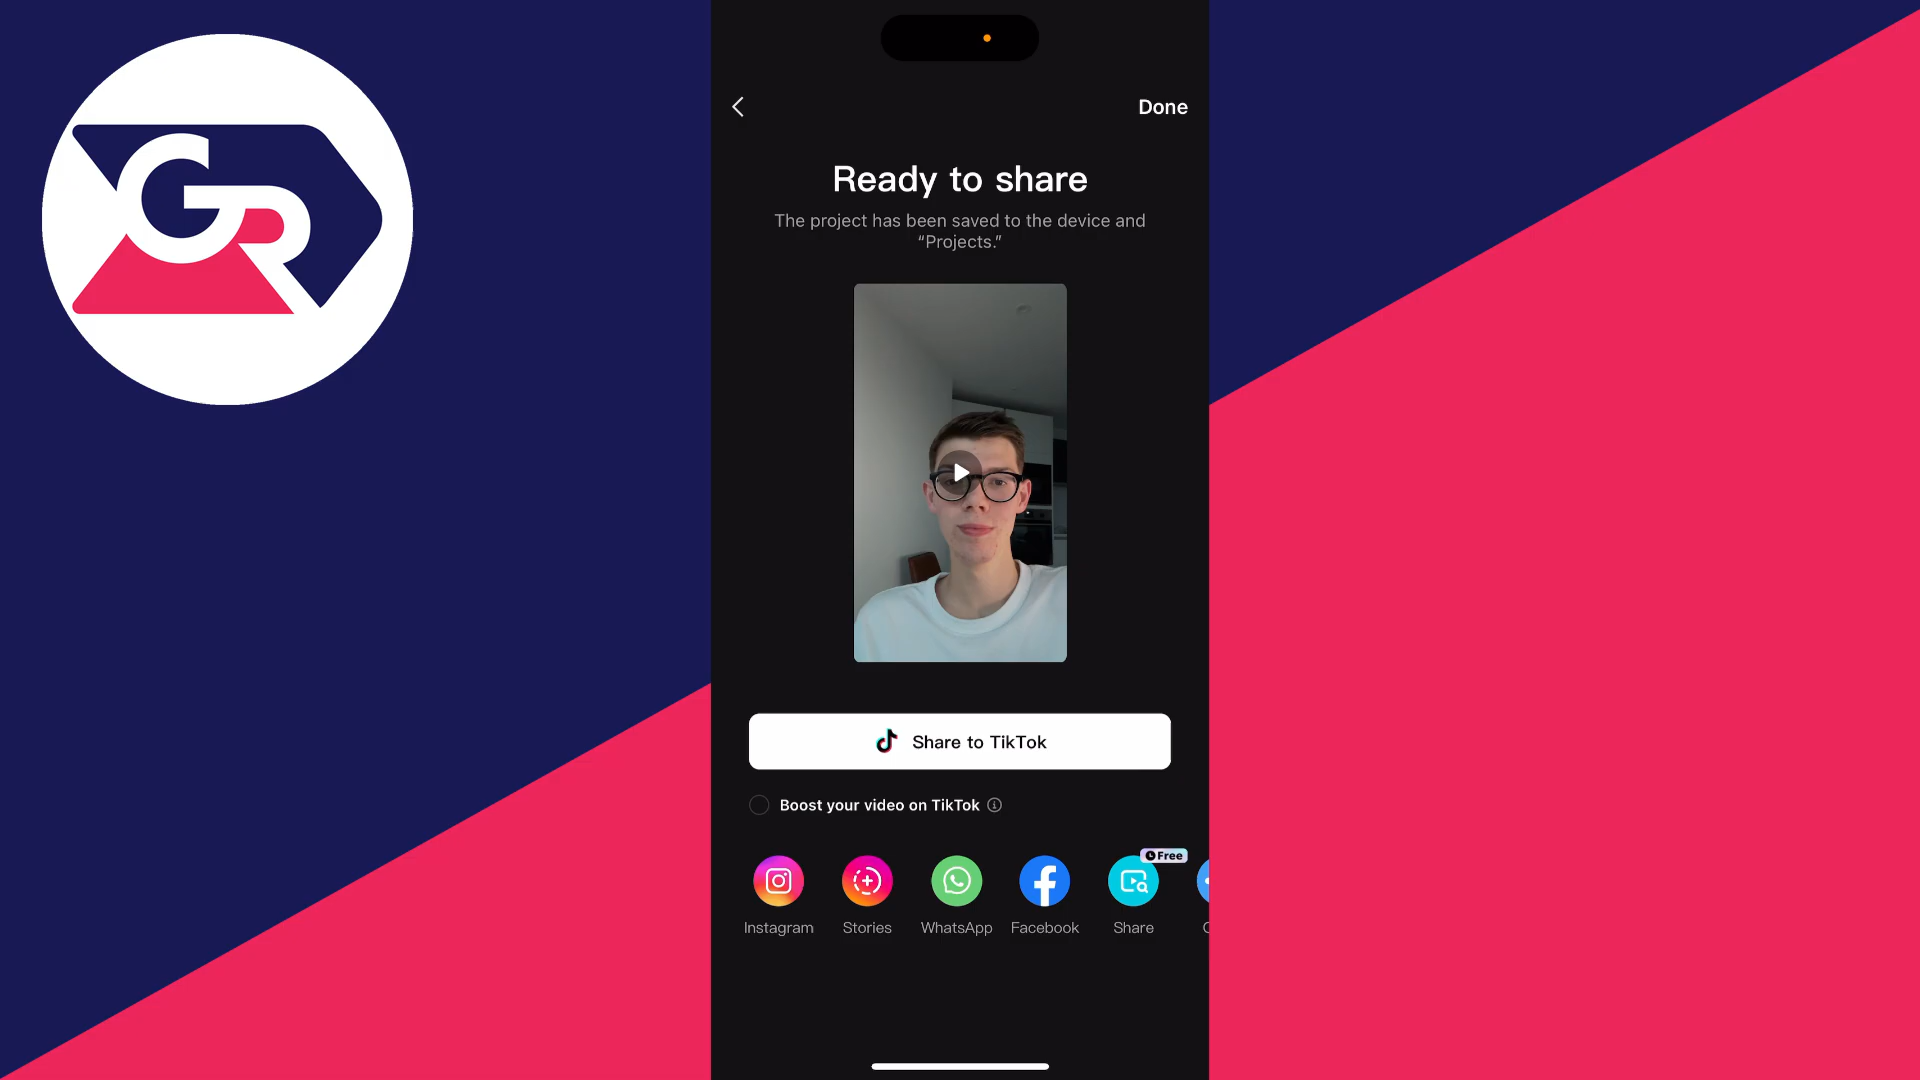 GR
Done
Ready to share
The project has been saved to the device and
“Projects.”
Share to TikTok
Boost your video on TikTok
Free
Instagram
Stories
WhatsApp
Facebook
Share